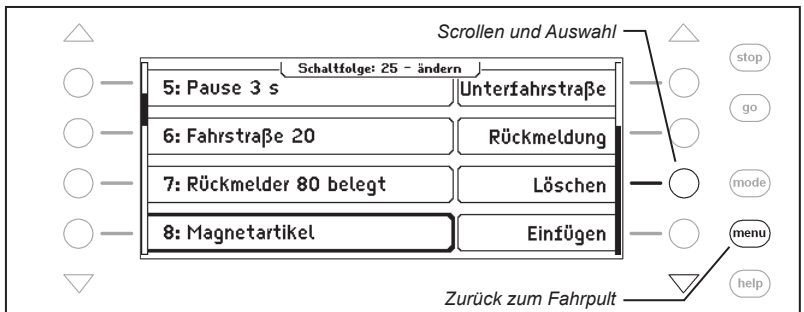 Scrollen und Auswahl
stop
Schaltfolge: 25 - ändern
5: Pause 3 s
Unterfahrstraße
go
6: Fahrstraße 20
Rückmeldung
7: Rückmelder 80 belegt
Löschen
mode
8: Magnetartikel
Einfügen
menu
help
Zurück zum Fahrpult